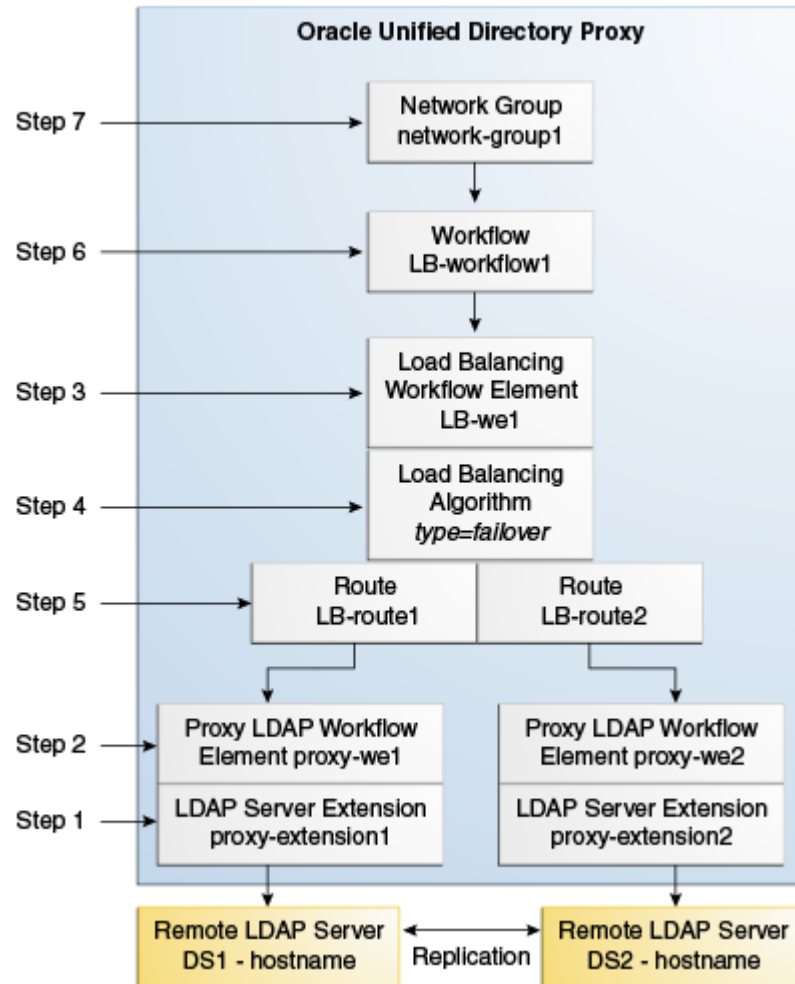 Oracle Unified Directory Proxy
Step 7
Network Group
network-group1
Step 6
Workflow
LB-workflow1
Step 3
Load Balancing
Workflow Element
LB-we1
Step 4
Load Balancing
Algorithm
type=failover
Step 5
Route
LB-route1
Route
LB-route2
Step 2
Proxy LDAP Workflow
Element proxy-we1
Proxy LDAP Workflow
Element proxy-we2
Step 1
LDAP Server Extension
proxy-extension1
LDAP Server Extension
proxy-extension2
Remote LDAP Server
DS1 - hostname
Replication
Remote LDAP Server
DS2 - hostname